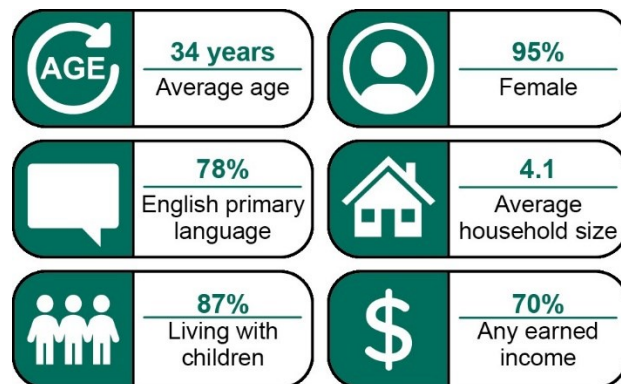 AGE
34 years
Average age
95%
Female
78%
English primary
language
4.1
Average
household size
87%
Living with
children
$
70%
Any earned
income